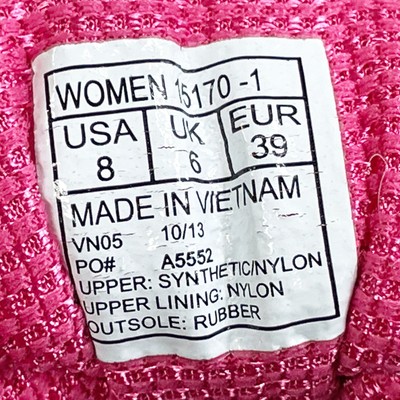 WOMEN 15170 -1
USA UK EUR
8 6 39
MADE IN VIETNAM
VN05 10/13
PO# A5552
UPPER: SYNTHETIC/NYLON
UPPER LINING: NYLON
OUTSOLE: RUBBER